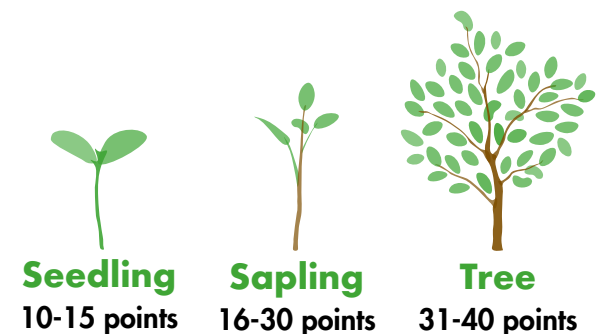 Seedling
10-15 points
Sapling
16-30 points
Tree
31-40 points